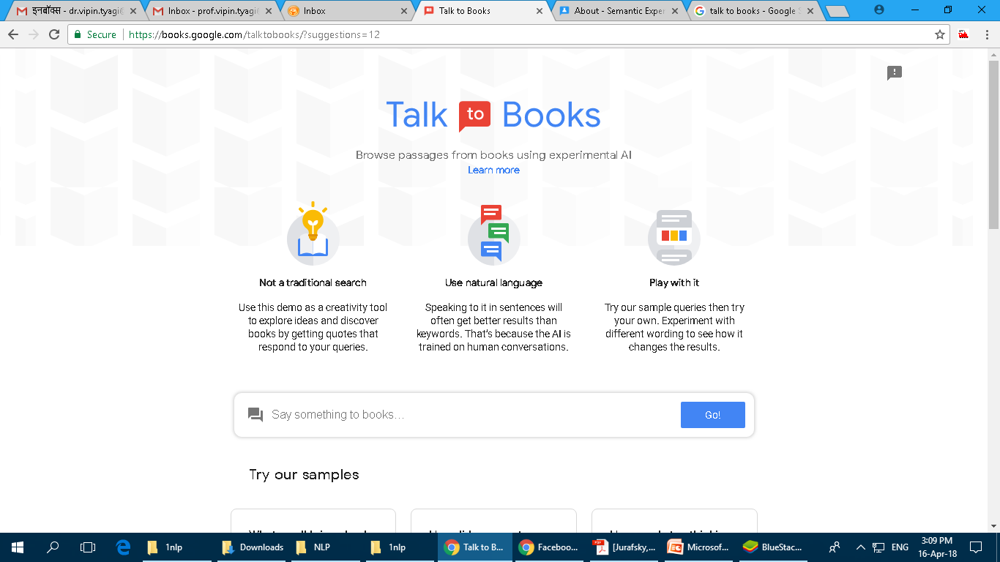 इनबॉक्स - dr.vipin.tyagi@
Inbox - prof.vipin.tyagi@
Inbox
Talk to Books
About - Semantic Exper
talk to books - Google S
Secure
https://books.google.com/talktobooks/?suggestions=12
Talk to Books
Browse passages from books using experimental AI
Learn more
Not a traditional search
Use this demo as a creativity tool
to explore ideas and discover
books by getting quotes that
respond to your queries.
Use natural language
Speaking to it in sentences will
often get better results than
keywords. That's because the AI is
trained on human conversations.
Play with it
Try our sample queries then try
your own. Experiment with
different wording to see how it
changes the results.
Say something to books...
Go!
Try our samples
1nlp
Downloads
NLP
1nlp
Talk to B...
Faceboo...
[Jurafsky,...
Microsof...
BlueStac...
ENG
3:09 PM
16-Apr-18